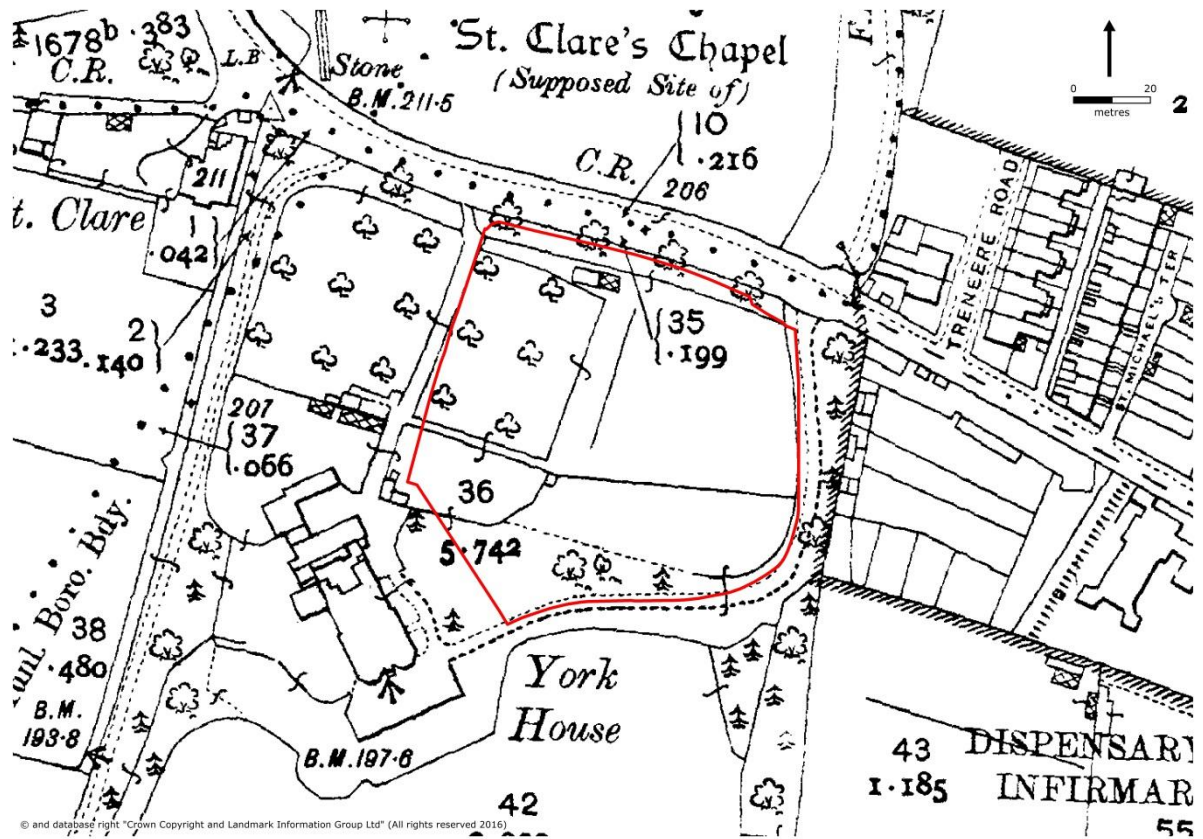 1678b .383
C.R.
L.B
Stone
B.M.211.5
St. Clare's Chapel
(Supposed Site of)
F.
0 20
metres
2
10
.216
C.R.
206
211
t. Clare
1
.042
3
2
.233 .140
207
37
.066
35
.199
TRENEERE ROAD
ST. MICHAEL
TER
36
5.742
Bdy.
Boro.
38
.480
B.M.
193.8
B.M.197.6
York
House
42
43
1.185
DISPENSARY
INFIRMAR
55
© and database right "Crown Copyright and Landmark Information Group Ltd" (All rights reserved 2016)